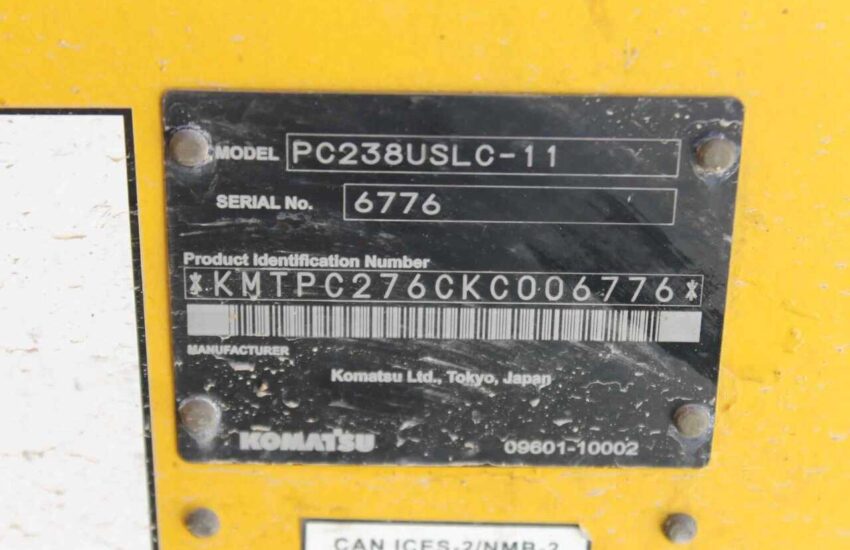 MODEL PC238USLC-11
SERIAL No. 6776
Product Identification Number
*KMTPC276CKC006776*
MANUFACTURER
Komatsu Ltd., Tokyo, Japan
KOMATSU 09601-10002
CAN ICES-2/NMB-2